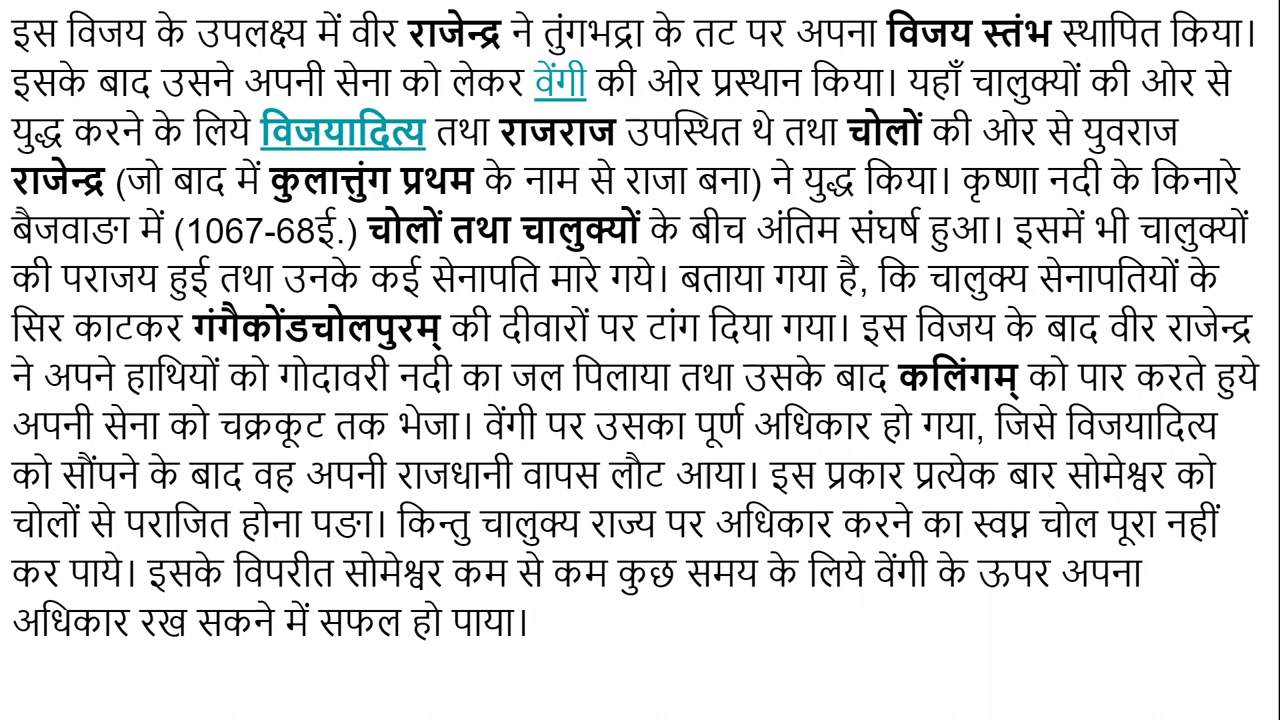 इस विजय के उपलक्ष्य में वीर राजेन्द्र ने तुंगभद्रा के तट पर अपना विजय स्तंभ स्थापित किया।
इसके बाद उसने अपनी सेना को लेकर वेंगी की ओर प्रस्थान किया। यहाँ चालुक्यों की ओर से
युद्ध करने के लिये विजयादित्य तथा राजराज उपस्थित थे तथा चोलों की ओर से युवराज
राजेन्द्र (जो बाद में कुलात्तुंग प्रथम के नाम से राजा बना) ने युद्ध किया। कृष्णा नदी के किनारे
बैजवाङा में (1067-68ई.) चोलों तथा चालुक्यों के बीच अंतिम संघर्ष हुआ। इसमें भी चालुक्यों
की पराजय हुई तथा उनके कई सेनापति मारे गये। बताया गया है, कि चालुक्य सेनापतियों के
सिर काटकर गंगैकोंडचोलपुरम् की दीवारों पर टांग दिया गया। इस विजय के बाद वीर राजेन्द्र
ने अपने हाथियों को गोदावरी नदी का जल पिलाया तथा उसके बाद कलिंगम् को पार करते हुये
अपनी सेना को चक्रकूट तक भेजा। वेंगी पर उसका पूर्ण अधिकार हो गया, जिसे विजयादित्य
को सौंपने के बाद वह अपनी राजधानी वापस लौट आया। इस प्रकार प्रत्येक बार सोमेश्वर को
चोलों से पराजित होना पङा। किन्तु चालुक्य राज्य पर अधिकार करने का स्वप्न चोल पूरा नहीं
कर पाये। इसके विपरीत सोमेश्वर कम से कम कुछ समय के लिये वेंगी के ऊपर अपना
अधिकार रख सकने में सफल हो पाया।